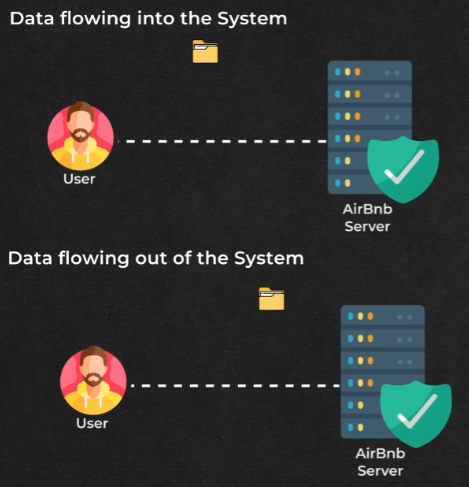 Data flowing into the System
User
AirBnb
Server
Data flowing out of the System
User
AirBnb
Server